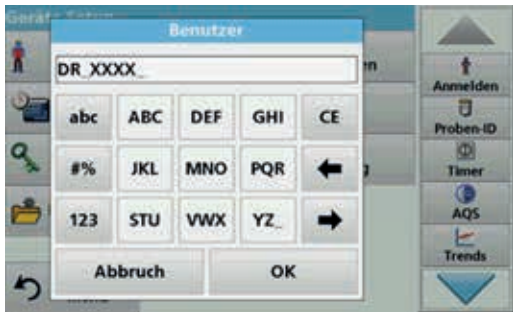 Geräte Setup
Benutzer
DR_XXXX_
en
abc ABC DEF GHI CE
#% JKL MNO PQR
123 STU VWX YZ_
Abbruch OK
Anmelden
Proben-ID
Timer
AQS
Trends